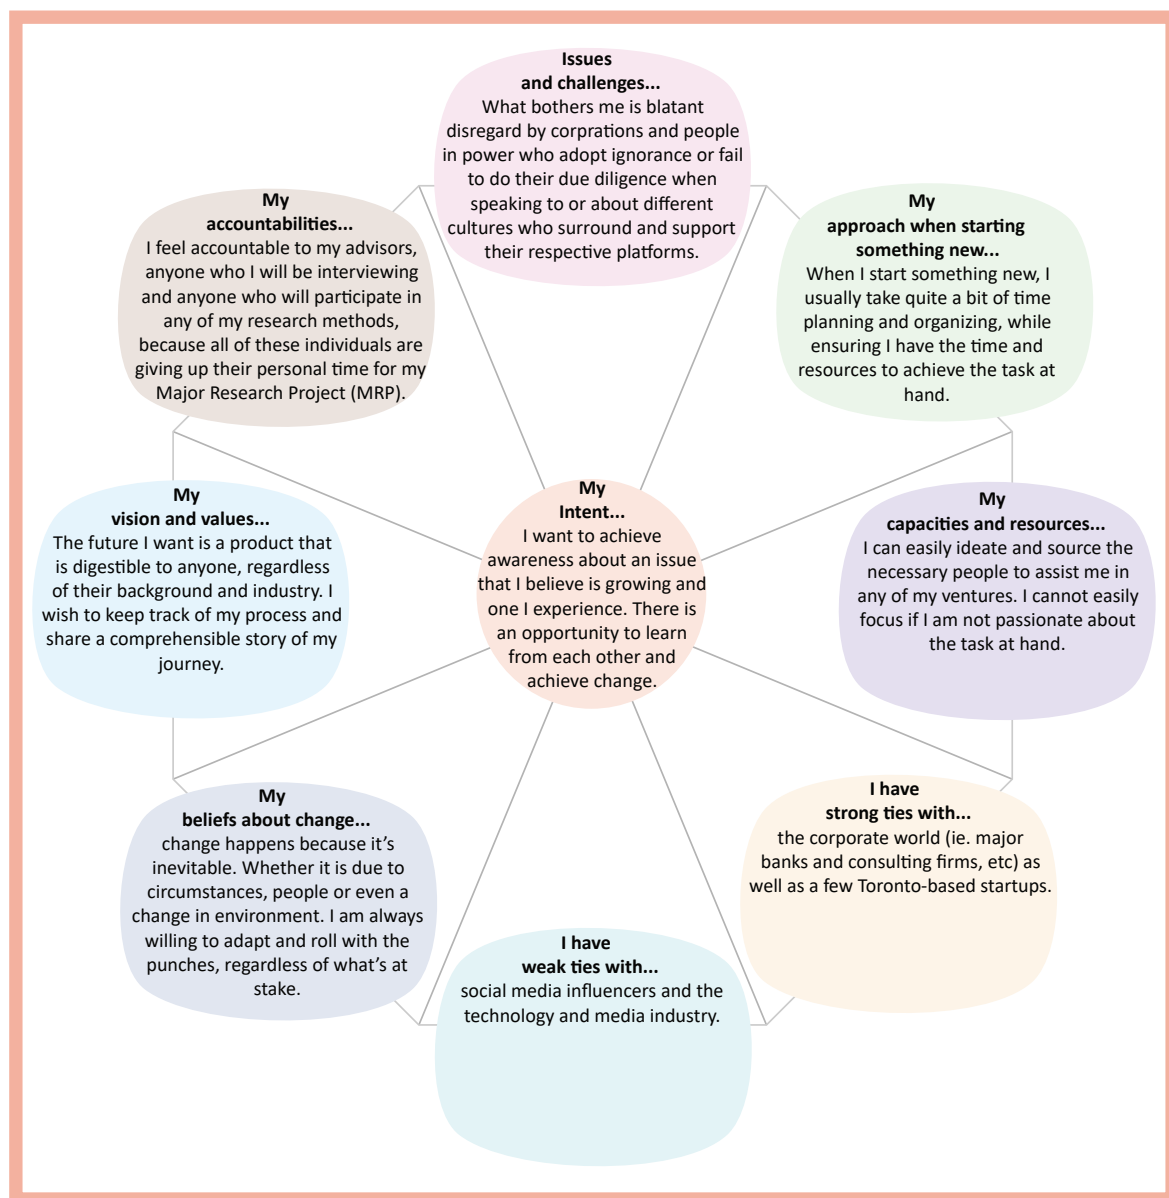 Issues
and challenges...
What bothers me is blatant
disregard by corprations and people
in power who adopt ignorance or fail
to do their due diligence when
speaking to or about different
cultures who surround and support
their respective platforms.
My
approach when starting
something new...
When I start something new, I
usually take quite a bit of time
planning and organizing, while
ensuring I have the time and
resources to achieve the task at
hand.
My
capacities and resources...
I can easily ideate and source the
necessary people to assist me in
any of my ventures. I cannot easily
focus if I am not passionate about
the task at hand.
I have
strong ties with...
the corporate world (ie. major
banks and consulting firms, etc) as
well as a few Toronto-based startups.
I have
weak ties with...
social media influencers and the
technology and media industry.
My
beliefs about change...
change happens because it’s
inevitable. Whether it is due to
circumstances, people or even a
change in environment. I am always
willing to adapt and roll with the
punches, regardless of what’s at
stake.
My
vision and values...
The future I want is a product that
is digestible to anyone, regardless
of their background and industry. I
wish to keep track of my process and
share a comprehensible story of my
journey.
My
accountabilities...
I feel accountable to my advisors,
anyone who I will be interviewing
and anyone who will participate in
any of my research methods,
because all of these individuals are
giving up their personal time for my
Major Research Project (MRP).
My
Intent...
I want to achieve
awareness about an issue
that I believe is growing and
one I experience. There is
an opportunity to learn
from each other and
achieve change.